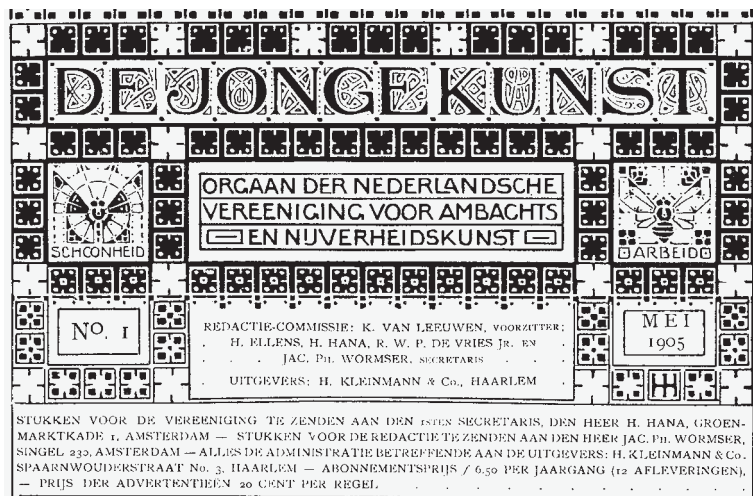 DE JONGE KUNST
ORGAAN DER NEDERLANDSCHE
VEREENIGING VOOR AMBACHTS
EN NIJVERHEIDSKUNST
SCHOONHEID
ARBEID
No. 1
REDACTIE-COMMISSIE: K. VAN LEEUWEN, VOORZITTER;
. H. ELLENS, H. HANA, R. W. P. DE VRIES JR. EN .
. . . JAC. PH. WORMSER, SECRETARIS . . .
. UITGEVERS: H. KLEINMANN & Co., HAARLEM .
MEI
1905
H
STUKKEN VOOR DE VEREENIGING TE ZENDEN AAN DEN 1STEN SECRETARIS, DEN HEER H. HANA, GROEN-
MARKTKADE 1, AMSTERDAM — STUKKEN VOOR DE REDACTIE TE ZENDEN AAN DEN HEER JAC. PH. WORMSER,
SINGEL 230, AMSTERDAM — ALLES DE ADMINISTRATIE BETREFFENDE AAN DE UITGEVERS: H. KLEINMANN & Co.
SPAARNWOUDERSTRAAT No. 3, HAARLEM — ABONNEMENTSPRIJS f 6.50 PER JAARGANG (12 AFLEVERINGEN),
— PRIJS DER ADVERTENTIEËN 20 CENT PER REGEL . . . . . . . . . .